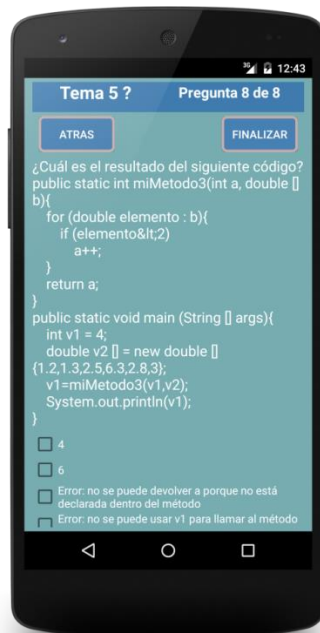 3G 12:43
Tema 5 ? Pregunta 8 de 8
ATRAS FINALIZAR
¿Cuál es el resultado del siguiente código?
public static int miMetodo3(int a, double []
b){
for (double elemento : b){
if (elemento&lt;2)
a++;
}
return a;
}
public static void main (String [] args){
int v1 = 4;
double v2 [] = new double []
{1.2,1.3,2.5,6.3,2.8,3};
v1=miMetodo3(v1,v2);
System.out.println(v1);
}
4
6
Error: no se puede devolver a porque no está
declarada dentro del método
Error: no se puede usar v1 para llamar al método